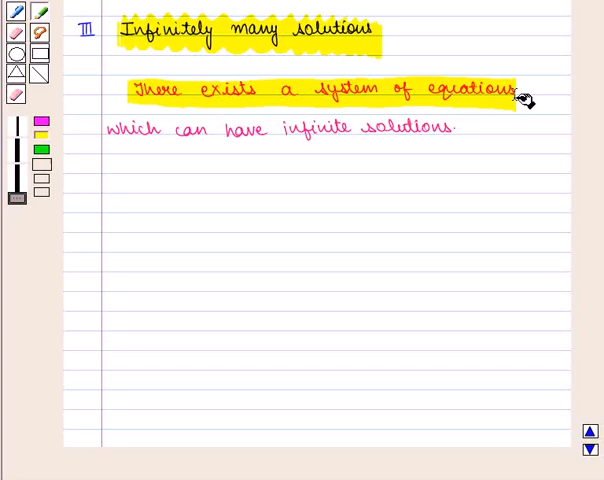 III Infinitely many solutions
There exists a system of equations
which can have infinite solutions.